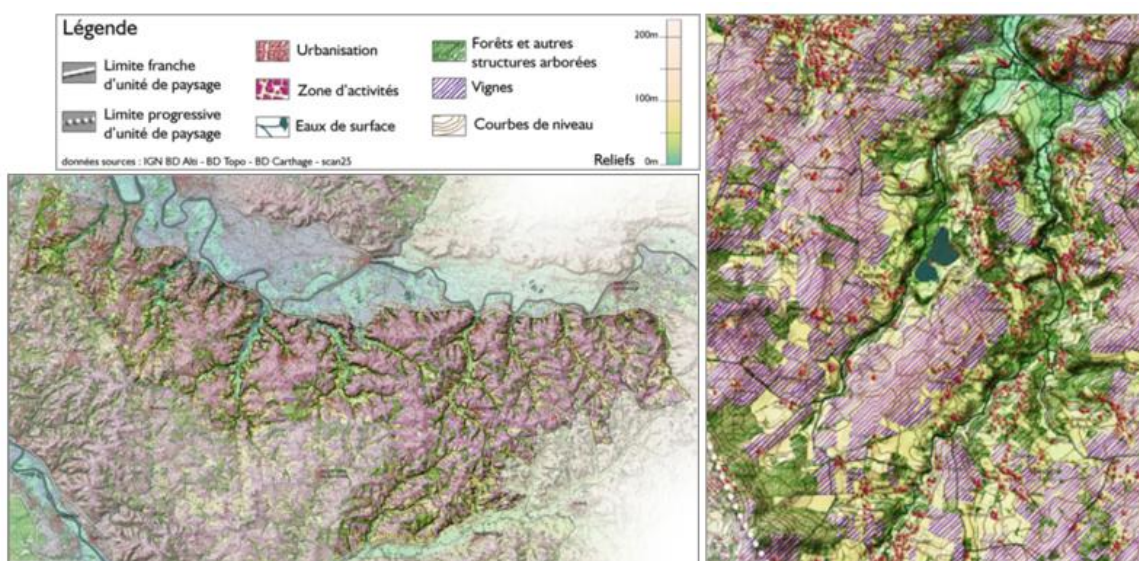 Légende
Limite franche
d'unité de paysage
Limite progressive
d'unité de paysage
Urbanisation
Zone d'activités
Eaux de surface
Forêts et autres
structures arborées
Vignes
Courbes de niveau
200m
100m
0m
Reliefs
données sources : IGN BD Alti - BD Topo - BD Carthage - scan25